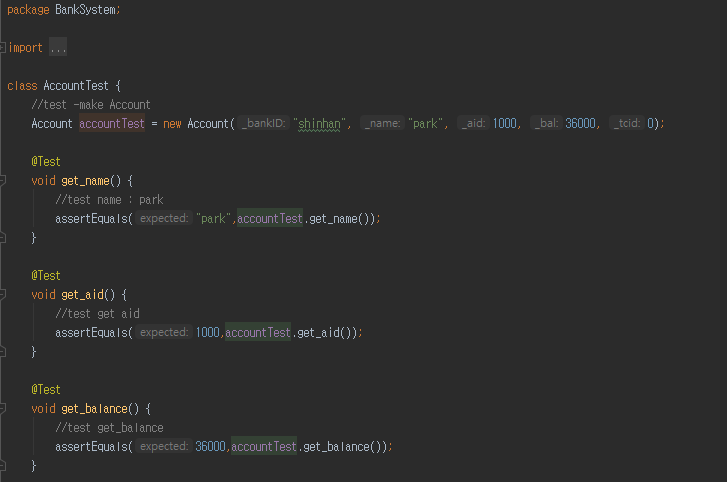 package BankSystem;
import ...
class AccountTest {
//test -make Account
Account accountTest = new Account( _bankID: "shinhan", _name: "park", _aid: 1000, _bal: 36000, _tcid: 0);
@Test
void get_name() {
//test name : park
assertEquals( expected: "park",accountTest.get_name());
}
@Test
void get_aid() {
//test get aid
assertEquals( expected: 1000,accountTest.get_aid());
}
@Test
void get_balance() {
//test get_balance
assertEquals( expected: 36000,accountTest.get_balance());
}